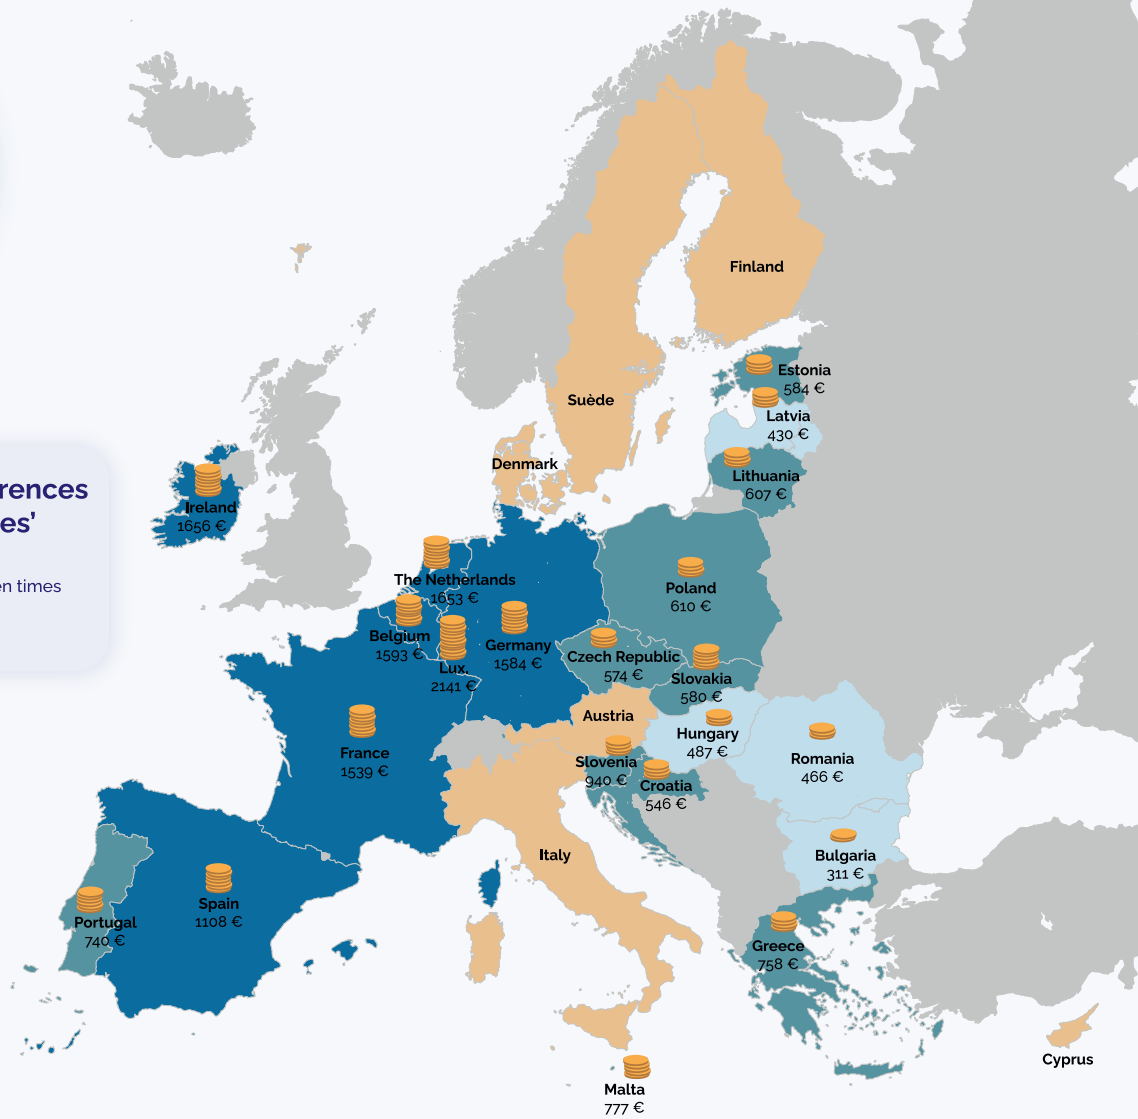 Finland
Estonia
584 €
Latvia
430 €
Suède
Denmark
Lithuania
607 €
rences
es’
en times
Ireland
1656 €
The Netherlands
1653 €
Poland
610 €
Belgium
1593 €
Germany
1584 €
Lux.
2141 €
Czech Republic
574 €
Slovakia
580 €
Austria
Hungary
487 €
France
1539 €
Slovenia
940 €
Croatia
546 €
Romania
466 €
Italy
Bulgaria
311 €
Spain
1108 €
Portugal
740 €
Greece
758 €
Cyprus
Malta
777 €